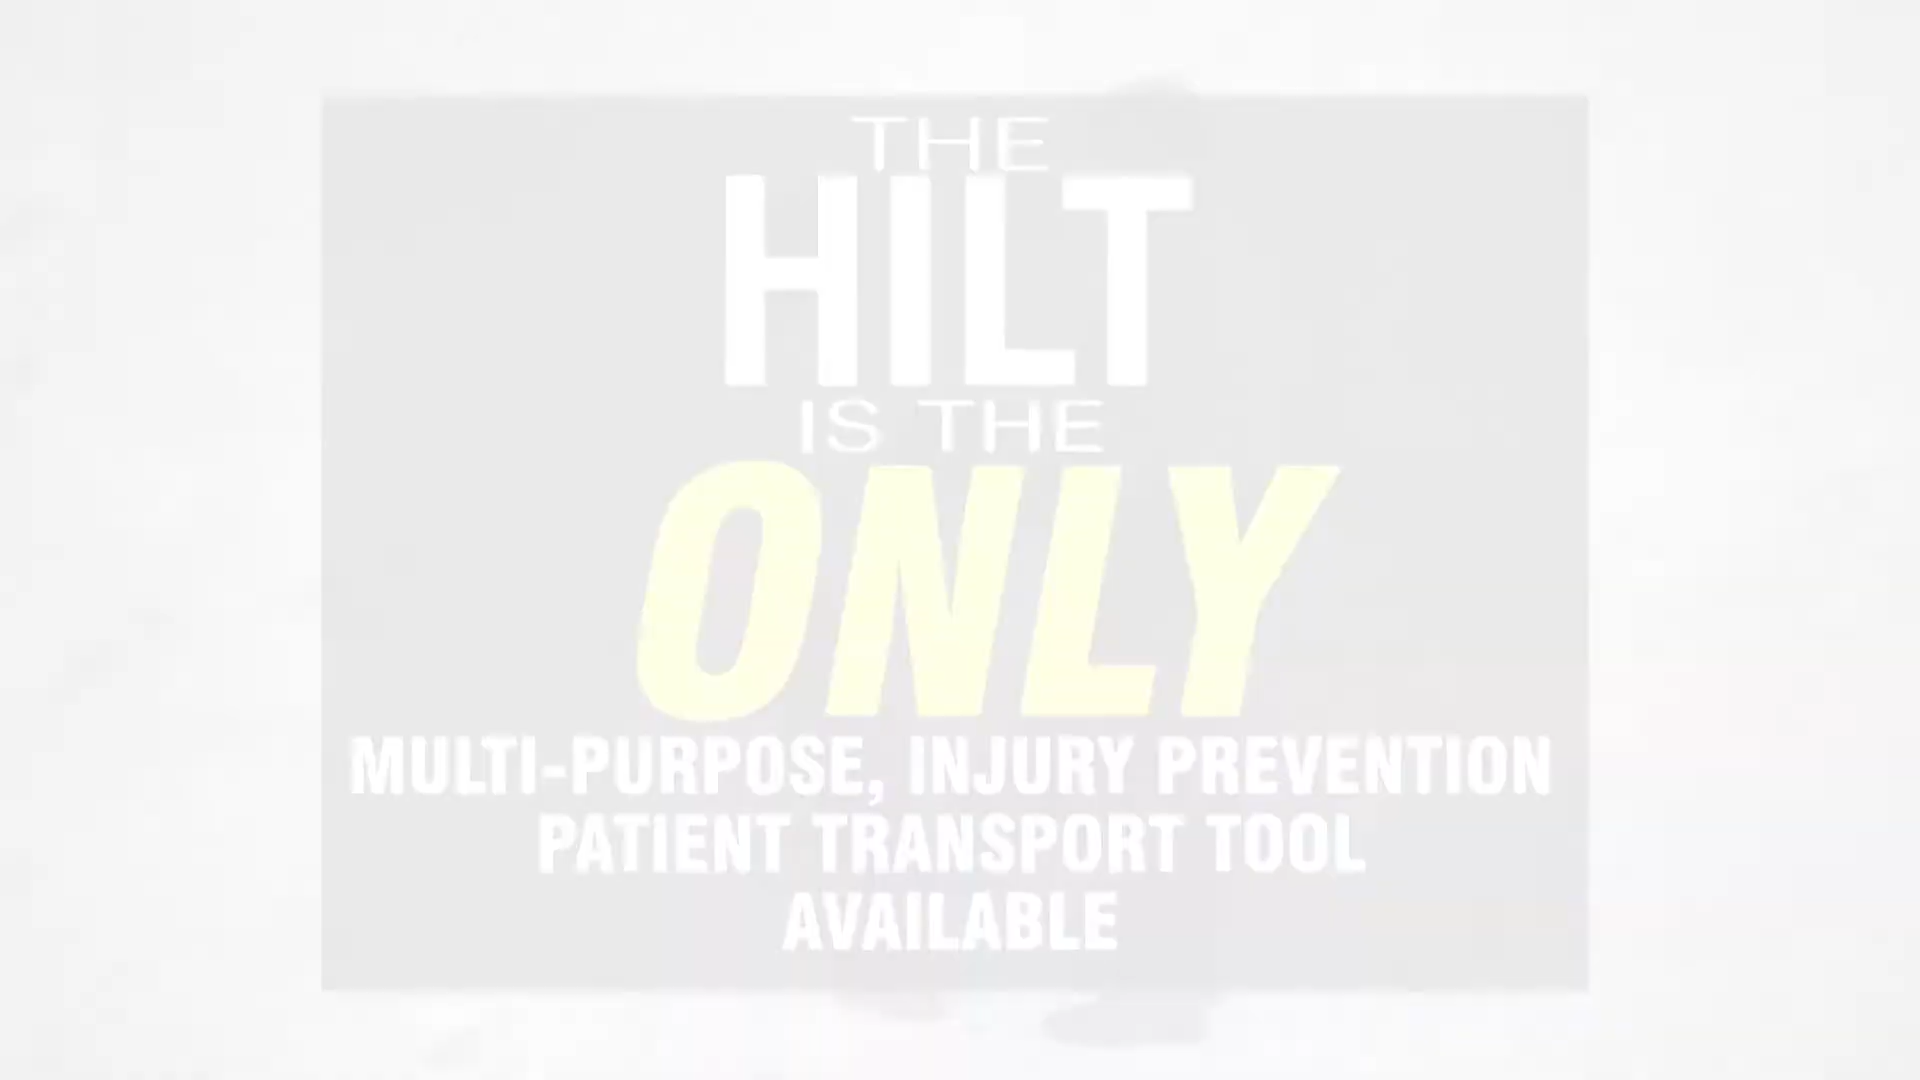 THE
HILT
IS THE
ONLY
MULTI-PURPOSE, INJURY PREVENTION
PATIENT TRANSPORT TOOL
AVAILABLE